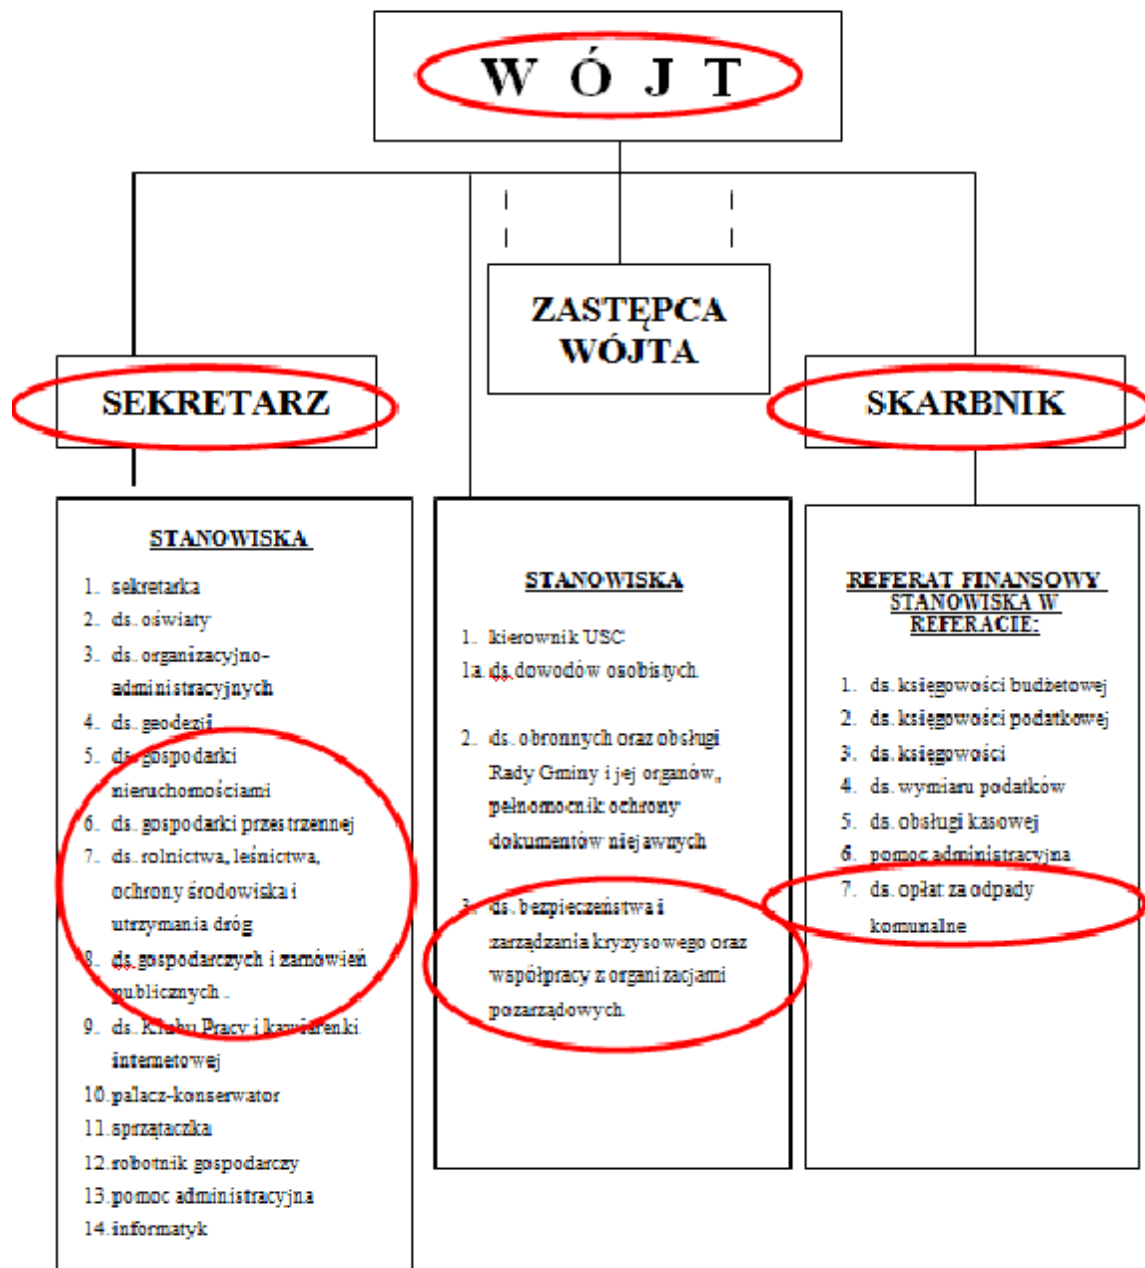 W Ó J T
ZASTĘPCA
WÓJTA
SEKRETARZ
SKARBNIK
STANOWISKA
1. sekretarka
2. ds. oświaty
3. ds. organizacyjno-
administracyjnych
4. ds. geodezji
5. ds. gospodarki
nieruchomościami
6. ds. gospodarki przestrzennej
7. ds. rolnictwa, leśnictwa,
ochrony środowiska i
utrzymania dróg
8. ds.gospodarczych i zamówień
publicznych .
9. ds. Klubu Pracy i kawiarenki
internetowej
10. palacz-konserwator
11. sprzątaczka
12. robotnik gospodarczy
13. pomoc administracyjna
14. informatyk
STANOWISKA
1. kierownik USC
1a. ds.dowodów osobistych
2. ds. obronnych oraz obsługi
Rady Gminy i jej organów,
pełnomocnik ochrony
dokumentów niejawnych
3. ds. bezpieczeństwa i
zarządzania kryzysowego oraz
współpracy z organizacjami
pozarządowych.
REFERAT FINANSOWY
STANOWISKA W
REFERACIE:
1. ds. księgowości budżetowej
2. ds. księgowości podatkowej
3. ds. księgowości
4. ds. wymiaru podatków
5. ds. obsługi kasowej
6. pomoc administracyjna
7. ds. opłat za odpady
komunalne